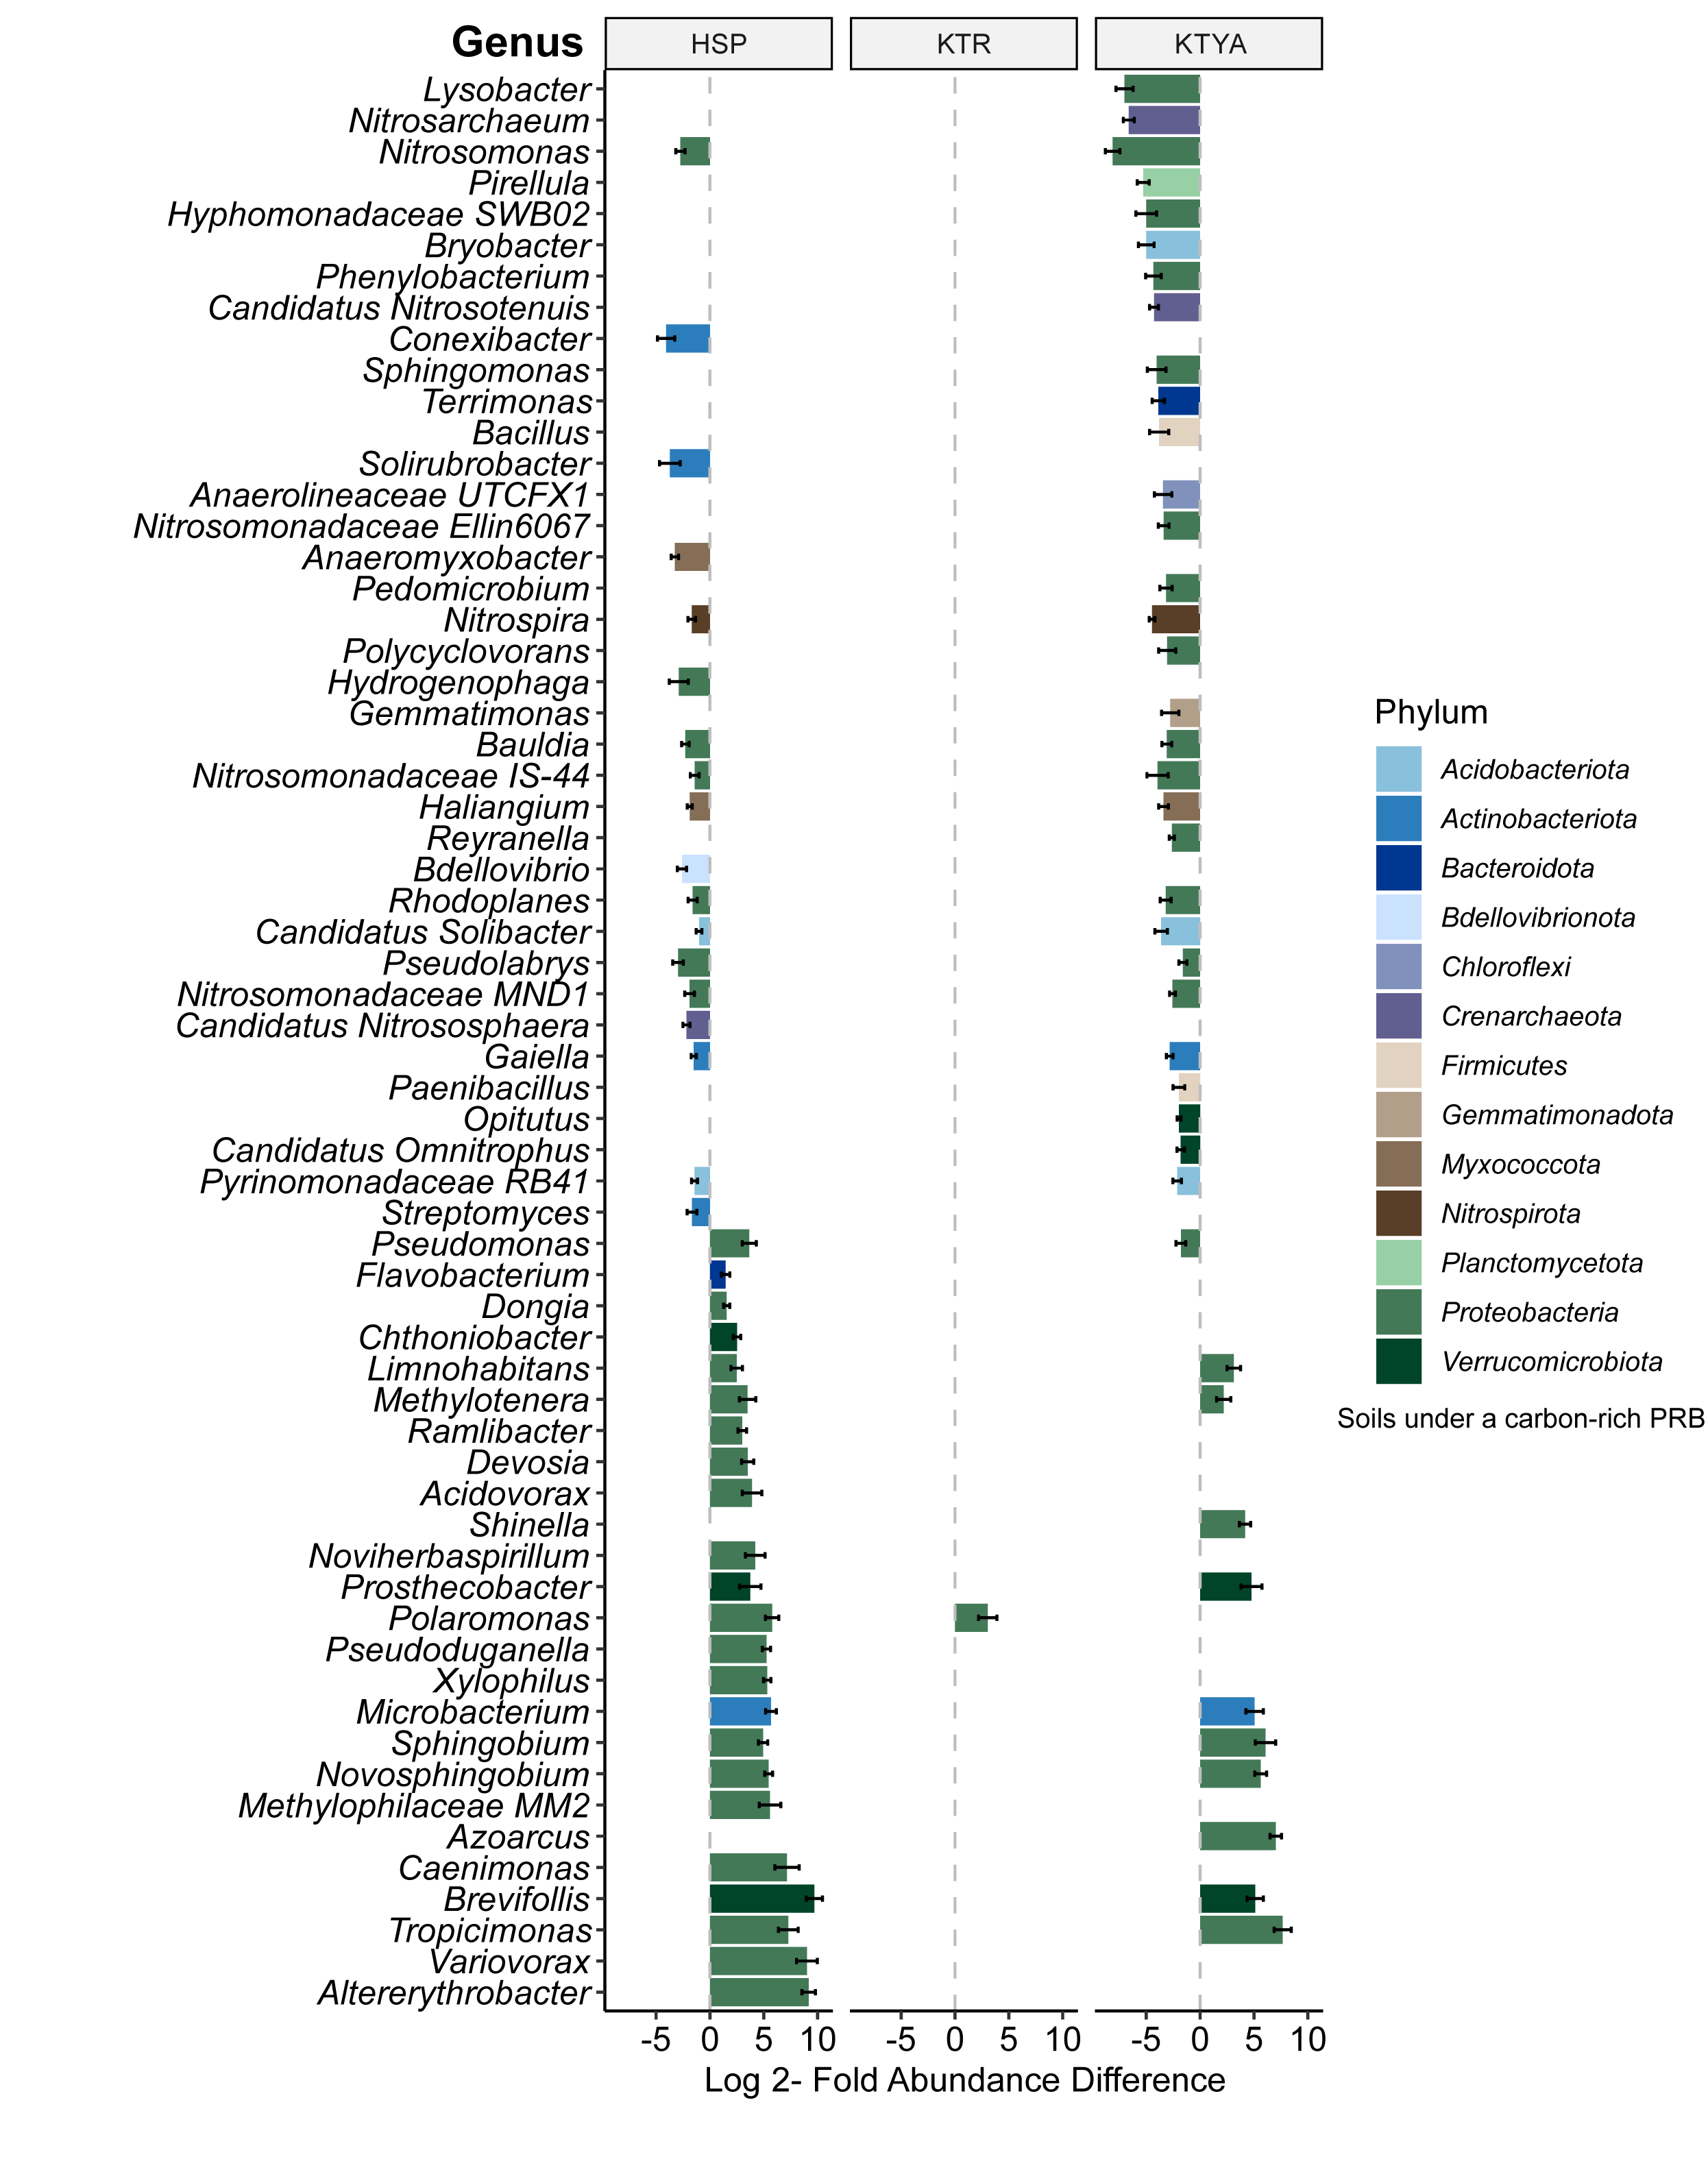 Genus HSP KTR KTYA
Lysobacter
Nitrosarchaeum
Nitrosomonas
Pirellula
Hyphomonadaceae SWB02
Bryobacter
Phenylobacterium
Candidatus Nitrosotenuis
Conexibacter
Sphingomonas
Terrimonas
Bacillus
Solirubrobacter
Anaerolineaceae UTCFX1
Nitrosomonadaceae Ellin6067
Anaeromyxobacter
Pedomicrobium
Nitrospira
Polycyclovorans
Hydrogenophaga
Gemmatimonas
Bauldia
Nitrosomonadaceae IS-44
Haliangium
Reyranella
Bdellovibrio
Rhodoplanes
Candidatus Solibacter
Pseudolabrys
Nitrosomonadaceae MND1
Candidatus Nitrososphaera
Gaiella
Paenibacillus
Opitutus
Candidatus Omnitrophus
Pyrinomonadaceae RB41
Streptomyces
Pseudomonas
Flavobacterium
Dongia
Chthoniobacter
Limnohabitans
Methylotenera
Ramlibacter
Devosia
Acidovorax
Shinella
Noviherbaspirillum
Prosthecobacter
Polaromonas
Pseudoduganella
Xylophilus
Microbacterium
Sphingobium
Novosphingobium
Methylophilaceae MM2
Azoarcus
Caenimonas
Brevifollis
Tropicimonas
Variovorax
Altererythrobacter
-5 0 5 10 -5 0 5 10 -5 0 5 10
Log 2- Fold Abundance Difference
Phylum
Acidobacteriota
Actinobacteriota
Bacteroidota
Bdellovibrionota
Chloroflexi
Crenarchaeota
Firmicutes
Gemmatimonadota
Myxococcota
Nitrospirota
Planctomycetota
Proteobacteria
Verrucomicrobiota
Soils under a carbon-rich PRB